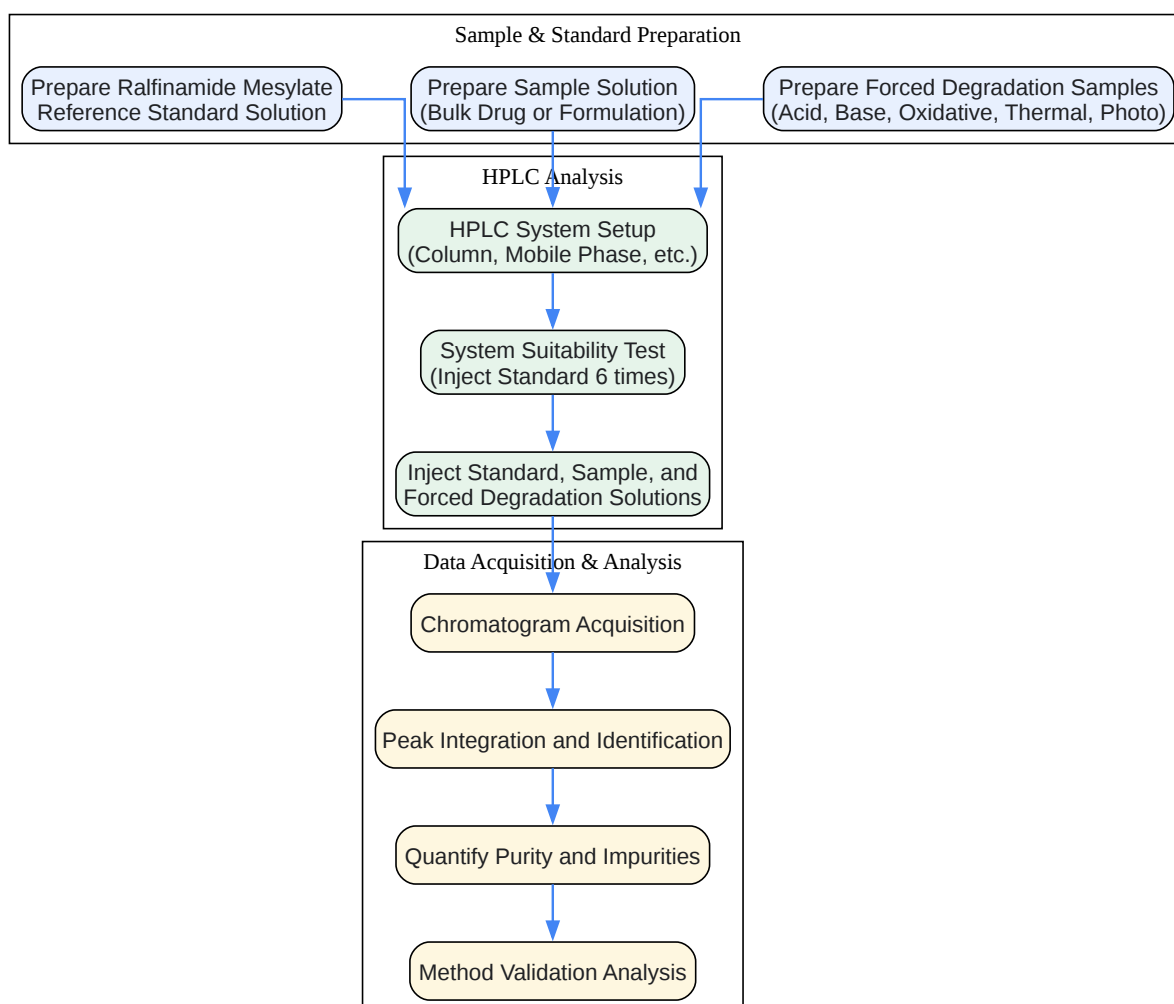 Sample & Standard Preparation
Prepare Ralfinamide Mesylate
Reference Standard Solution
Prepare Sample Solution
(Bulk Drug or Formulation)
Prepare Forced Degradation Samples
(Acid, Base, Oxidative, Thermal, Photo)
HPLC Analysis
HPLC System Setup
(Column, Mobile Phase, etc.)
System Suitability Test
(Inject Standard 6 times)
Inject Standard, Sample, and
Forced Degradation Solutions
Data Acquisition & Analysis
Chromatogram Acquisition
Peak Integration and Identification
Quantify Purity and Impurities
Method Validation Analysis